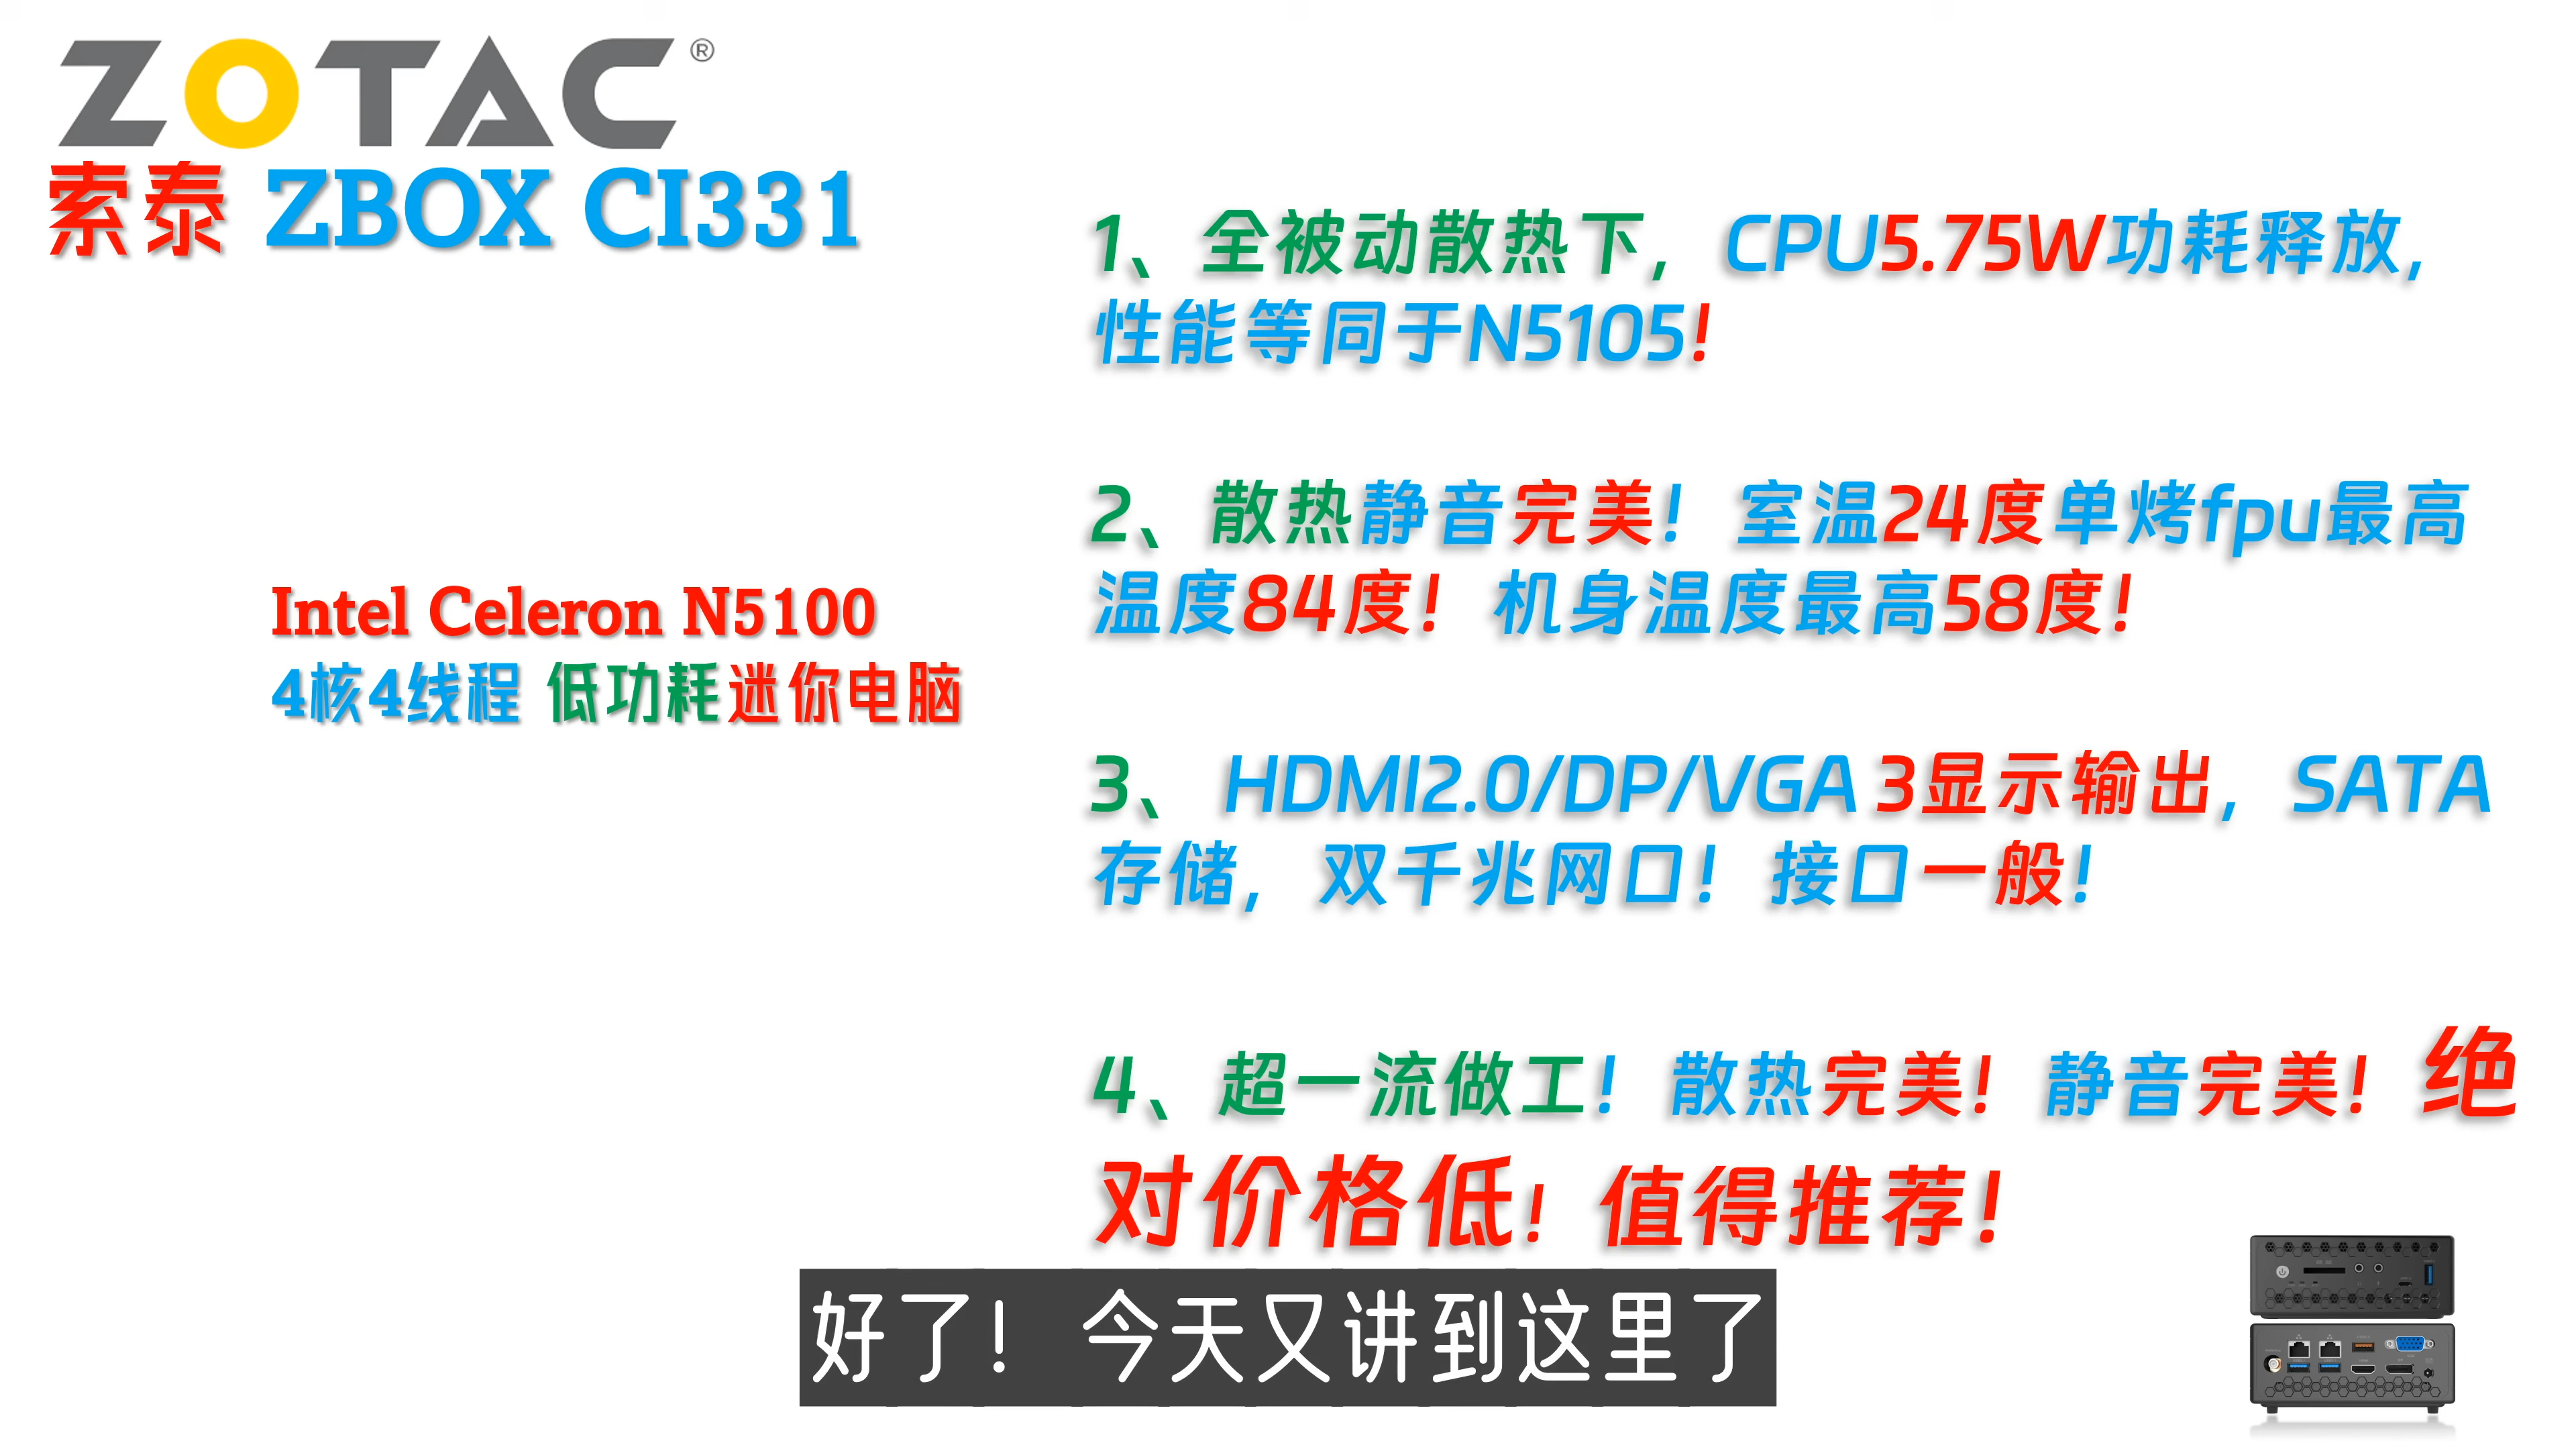 ZOTAC®
索泰 ZBOX CI331
Intel Celeron N5100
4核4线程 低功耗迷你电脑
1、全被动散热下，CPU5.75W功耗释放，
性能等同于N5105！
2、散热静音完美！室温24度单烤fpu最高
温度84度！机身温度最高58度！
3、HDMI2.0/DP/VGA 3显示输出，SATA
存储，双千兆网口！接口一般！
4、超一流做工！散热完美！静音完美！绝
对价格低！值得推荐！
好了！今天又讲到这里了